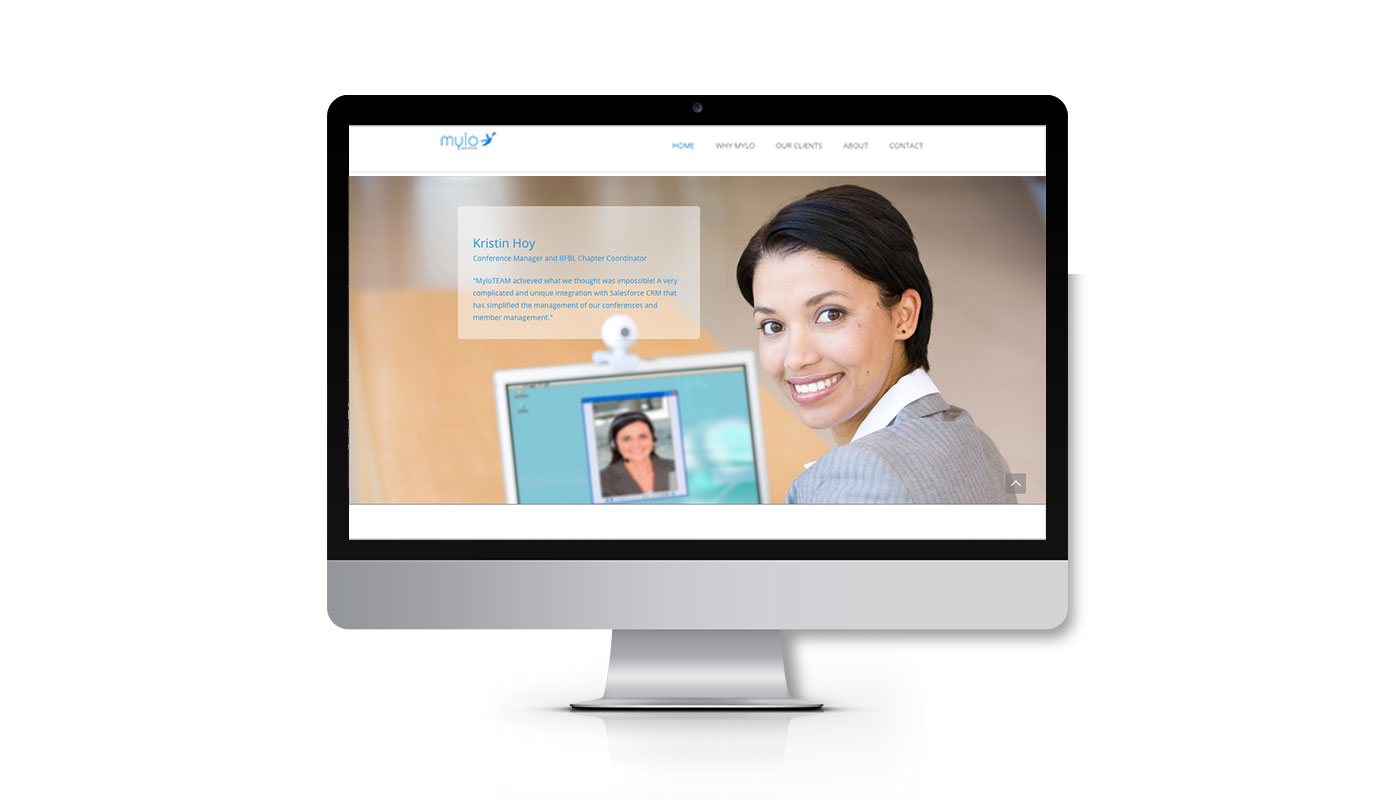 mylo
HOME WHY MYLO OUR CLIENTS ABOUT CONTACT
Kristin Hoy
Conference Manager and BFBL Chapter Coordinator
"MyloTEAM achieved what we thought was impossible! A very
complicated and unique integration with Salesforce CRM that
has simplified the management of our conferences and
member management."